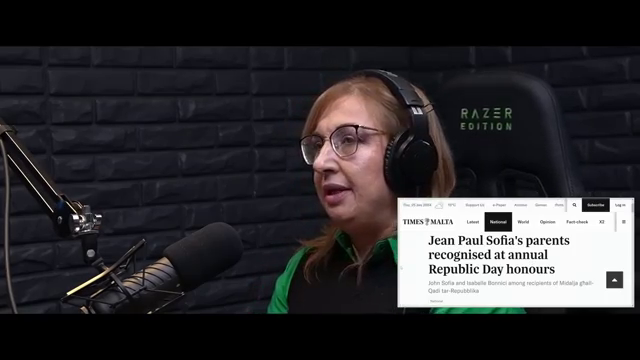 RAZER
EDITION
TIMES MALTA
Latest National World Opinion Fact-check
Subscribe Log in
Jean Paul Sofia's parents
recognised at annual
Republic Day honours
John Sofia and Isabelle Bonnici among recipients of Midalja għall-
Qadi tar-Repubblika
National